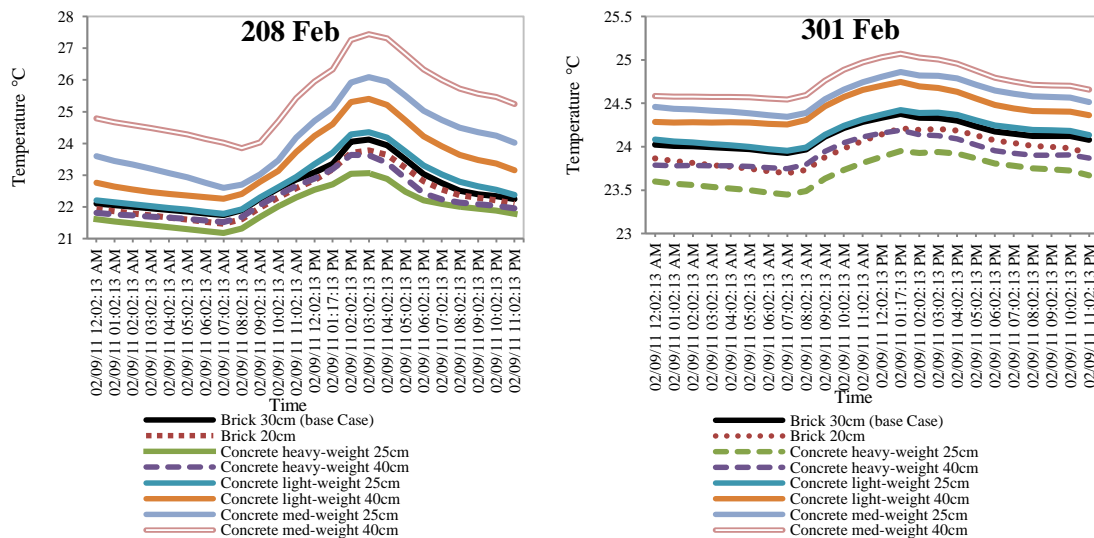 208 Feb
Temperature °C
28
27
26
25
24
23
22
21
02/09/11 12:02:13 AM
02/09/11 01:02:13 AM
02/09/11 02:02:13 AM
02/09/11 03:02:13 AM
02/09/11 04:02:13 AM
02/09/11 05:02:13 AM
02/09/11 06:02:13 AM
02/09/11 07:02:13 AM
02/09/11 08:02:13 AM
02/09/11 09:02:13 AM
02/09/11 10:02:13 AM
02/09/11 11:02:13 AM
02/09/11 12:02:13 PM
02/09/11 01:17:13 PM
02/09/11 02:02:13 PM
02/09/11 03:02:13 PM
02/09/11 04:02:13 PM
02/09/11 05:02:13 PM
02/09/11 06:02:13 PM
02/09/11 07:02:13 PM
02/09/11 08:02:13 PM
02/09/11 09:02:13 PM
02/09/11 10:02:13 PM
02/09/11 11:02:13 PM
Time
Brick 30cm (base Case)
Brick 20cm
Concrete heavy-weight 25cm
Concrete heavy-weight 40cm
Concrete light-weight 25cm
Concrete light-weight 40cm
Concrete med-weight 25cm
Concrete med-weight 40cm
301 Feb
Temperature °C
25.5
25
24.5
24
23.5
23
02/09/11 12:02:13 AM
02/09/11 01:02:13 AM
02/09/11 02:02:13 AM
02/09/11 03:02:13 AM
02/09/11 04:02:13 AM
02/09/11 05:02:13 AM
02/09/11 06:02:13 AM
02/09/11 07:02:13 AM
02/09/11 08:02:13 AM
02/09/11 09:02:13 AM
02/09/11 10:02:13 AM
02/09/11 11:02:13 AM
02/09/11 12:02:13 PM
02/09/11 01:17:13 PM
02/09/11 02:02:13 PM
02/09/11 03:02:13 PM
02/09/11 04:02:13 PM
02/09/11 05:02:13 PM
02/09/11 06:02:13 PM
02/09/11 07:02:13 PM
02/09/11 08:02:13 PM
02/09/11 09:02:13 PM
02/09/11 10:02:13 PM
02/09/11 11:02:13 PM
Time
Brick 30cm (base Case)
Brick 20cm
Concrete heavy-weight 25cm
Concrete heavy-weight 40cm
Concrete light-weight 25cm
Concrete light-weight 40cm
Concrete med-weight 25cm
Concrete med-weight 40cm